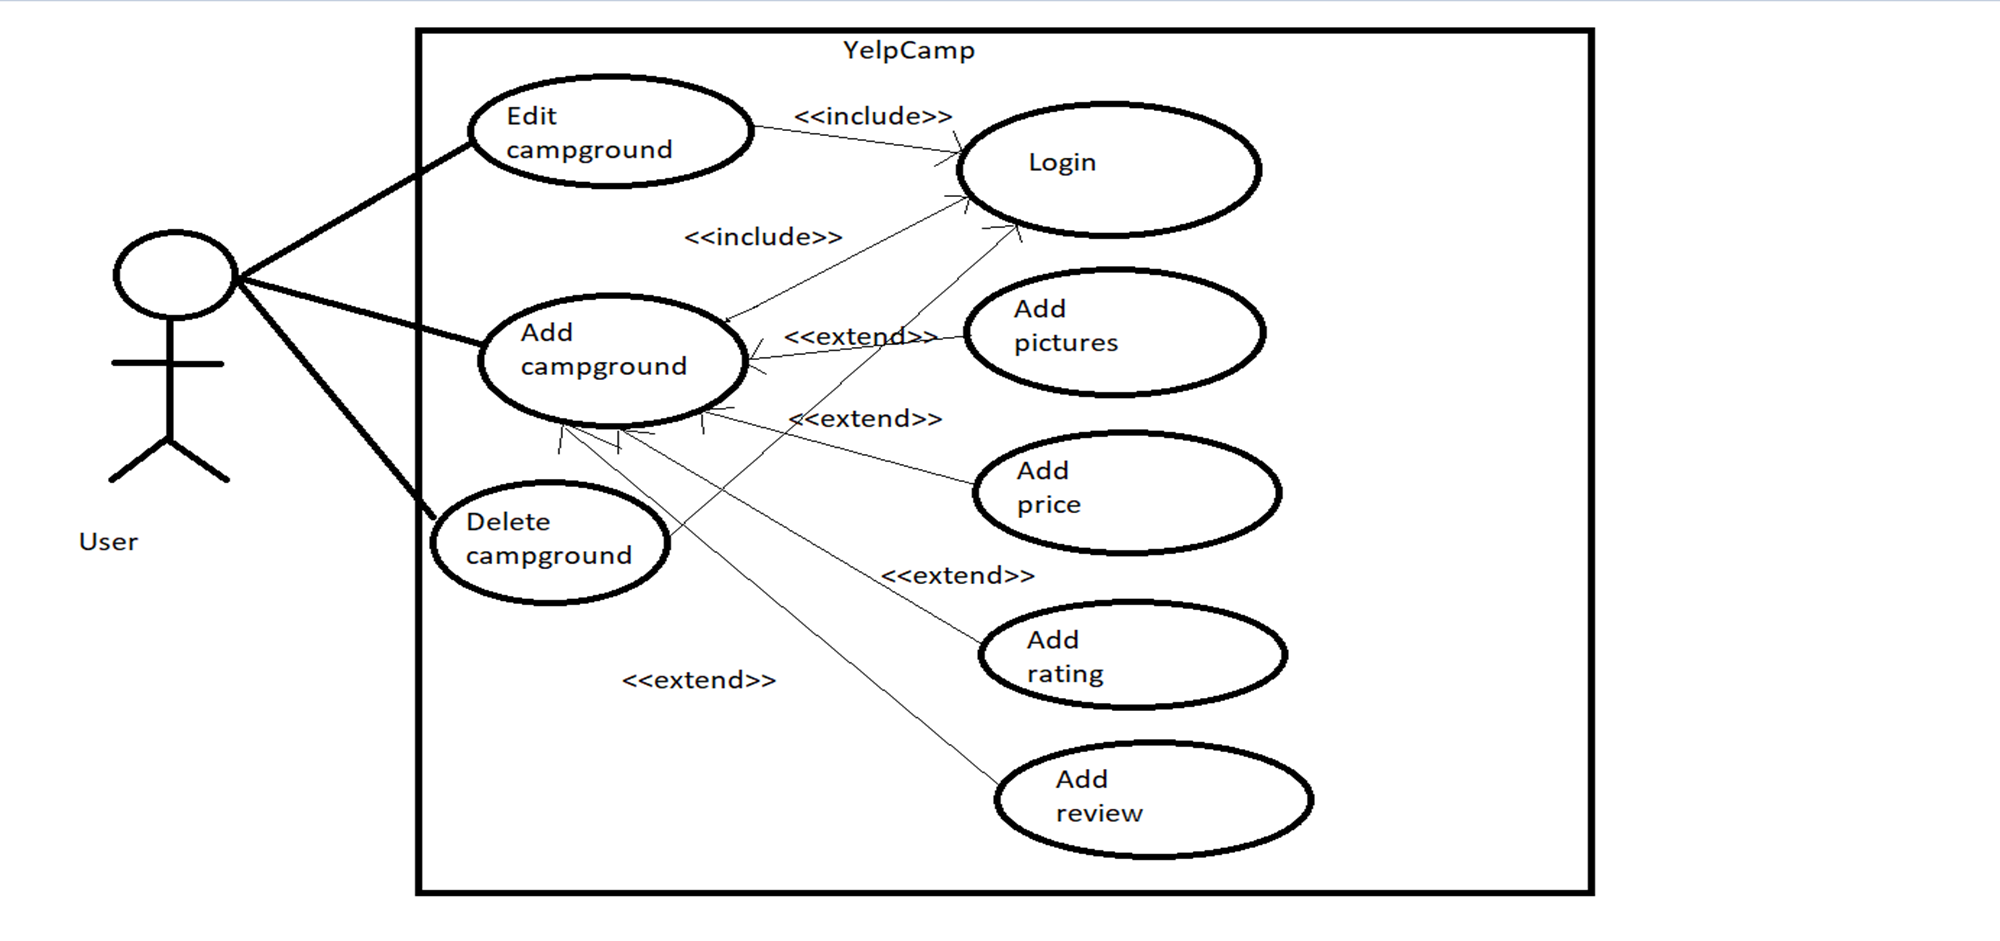 YelpCamp
Edit
campground
<<include>>
Login
<<include>>
Add
campground
<<extend>>
Add
pictures
<<extend>>
Add
price
Delete
campground
User
<<extend>>
Add
rating
<<extend>>
Add
review